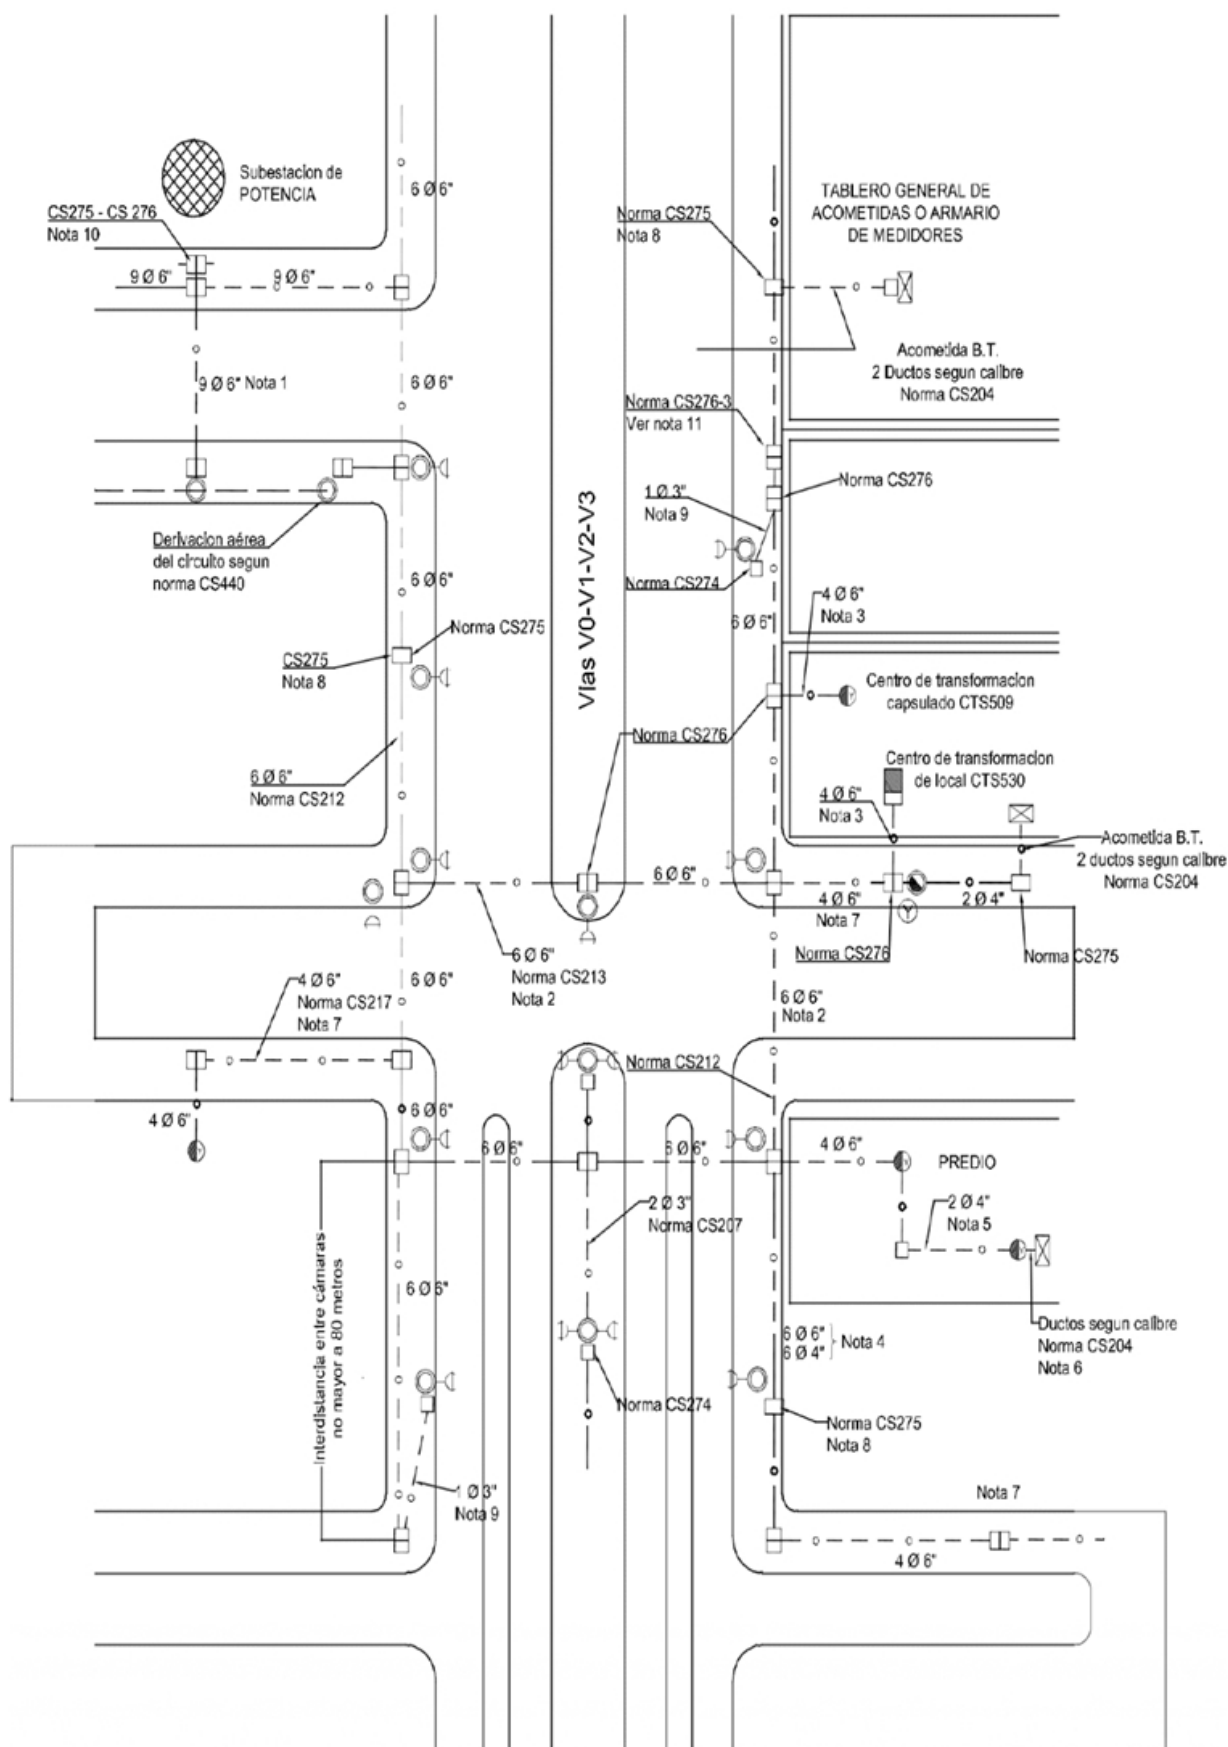 Subestacion de
POTENCIA
6 Ø 6"
CS275 - CS 276
Nota 10
9 Ø 6"
9 Ø 6"
Norma CS275
Nota 8
TABLERO GENERAL DE
ACOMETIDAS O ARMARIO
DE MEDIDORES
Acometida B.T.
2 Ductos segun calibre
Norma CS204
9 Ø 6" Nota 1
6 Ø 6"
Norma CS276-3
Ver nota 11
Norma CS276
1 Ø 3"
Nota 9
Derivacion aérea
del circuito segun
norma CS440
6 Ø 6"
Norma CS274
4 Ø 6"
Nota 3
6 Ø 6"
Norma CS275
CS275
Nota 8
Vias V0-V1-V2-V3
Centro de transformacion
capsulado CTS509
Norma CS276
Centro de transformacion
de local CTS530
6 Ø 6"
Norma CS212
4 Ø 6"
Nota 3
Acometida B.T.
2 ductos segun calibre
Norma CS204
6 Ø 6"
4 Ø 6"
Nota 7
2 Ø 4"
Y
Norma CS276
Norma CS275
6 Ø 6"
Norma CS213
Nota 2
4 Ø 6"
Norma CS217
Nota 7
6 Ø 6"
6 Ø 6"
Nota 2
Norma CS212
4 Ø 6"
6 Ø 6"
6 Ø 6"
6 Ø 6"
4 Ø 6"
PREDIO
2 Ø 3"
Norma CS207
2 Ø 4"
Nota 5
Interdistancia entre cámaras
no mayor a 80 metros
6 Ø 6"
6 Ø 6"
6 Ø 4"
Nota 4
Ductos segun calibre
Norma CS204
Nota 6
Norma CS274
Norma CS275
Nota 8
1 Ø 3"
Nota 9
Nota 7
4 Ø 6"